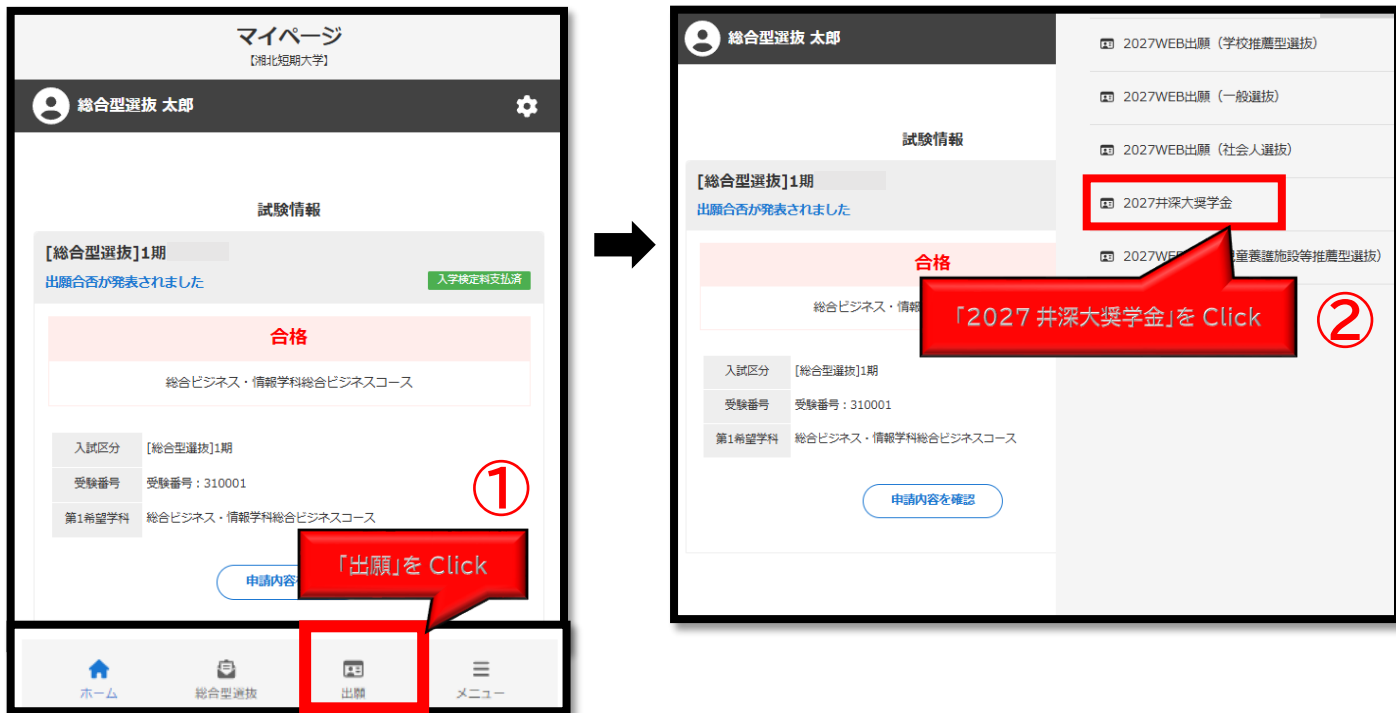 マイページ
【湘北短期大学】
総合型選抜 太郎
試験情報
[総合型選抜]1期
出願合否が発表されました
入学検定料支払済
合格
総合ビジネス・情報学科総合ビジネスコース
入試区分 [総合型選抜]1期
受験番号 受験番号：310001
第1希望学科 総合ビジネス・情報学科総合ビジネスコース
①
「出願」を Click
申請内容
ホーム
総合型選抜
出願
メニュー
総合型選抜 太郎
試験情報
[総合型選抜]1期
出願合否が発表されました
合格
総合ビジネス・情報
入試区分 [総合型選抜]1期
受験番号 受験番号：310001
第1希望学科 総合ビジネス・情報学科総合ビジネスコース
申請内容を確認
2027WEB出願（学校推薦型選抜）
2027WEB出願（一般選抜）
2027WEB出願（社会人選抜）
2027井深大奨学金
2027WE 童養護施設等推薦型選抜）
「2027 井深大奨学金」を Click
②